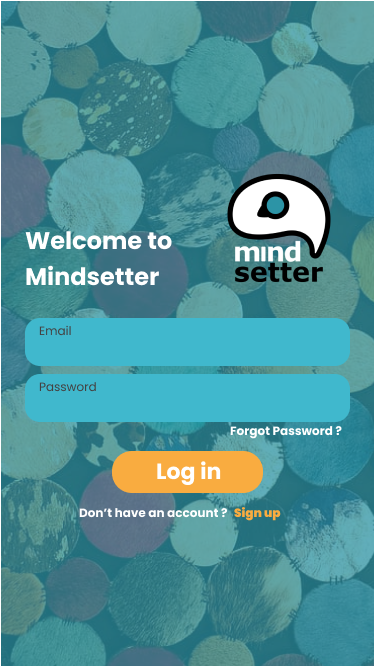 Welcome to
Mindsetter
mind
setter
Email
Password
Forgot Password ?
Log in
Don’t have an account ? Sign up